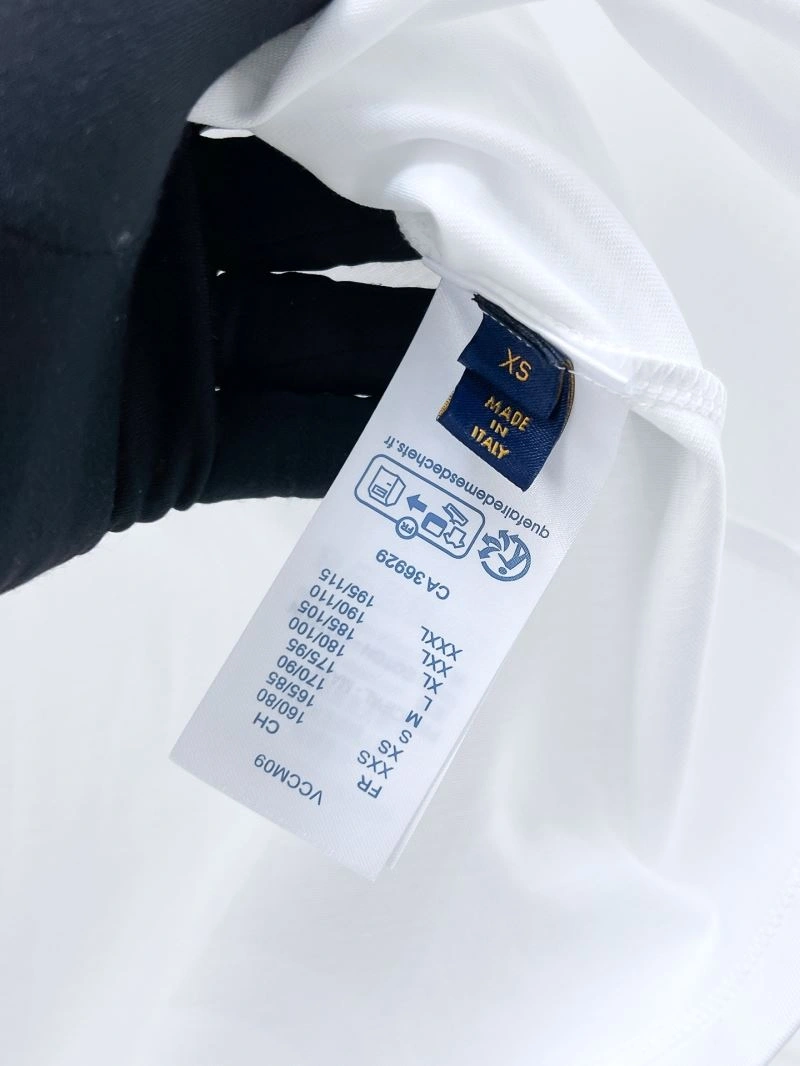 XS
MADE
IN
ITALY
VCCM09
FR CH
XXS 160/80
XS 165/85
S 170/90
M 175/95
L 180/100
XL 185/105
XXL 190/110
XXXL 195/115
CA 36929
FR
quefairedemesdechets.fr